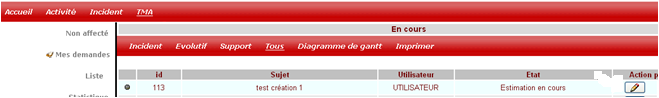 Accueil Activité Incident TMA
Non affecté
En cours
Mes demandes
Incident Evolutif Support Tous Diagramme de gantt Imprimer
Liste
id Sujet Utilisateur Etat Action
113 test création 1 UTILISATEUR Estimation en cours